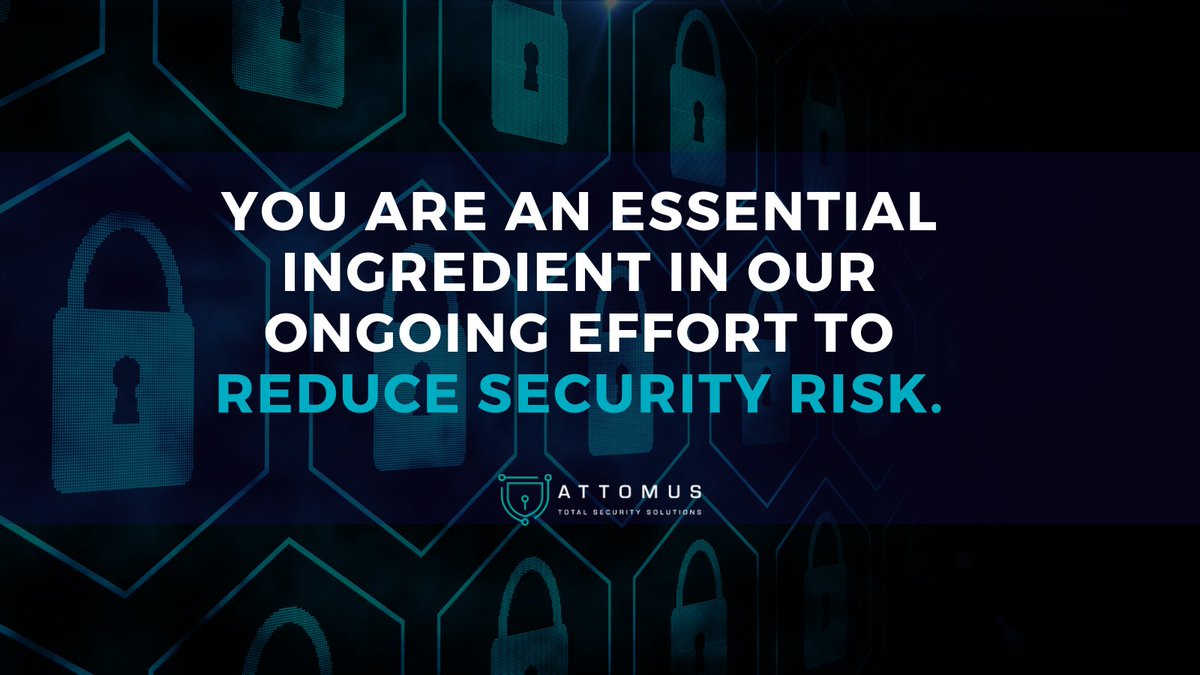 YOU ARE AN ESSENTIAL
INGREDIENT IN OUR
ONGOING EFFORT TO
REDUCE SECURITY RISK.
ATTOMUS
TOTAL SECURITY SOLUTIONS